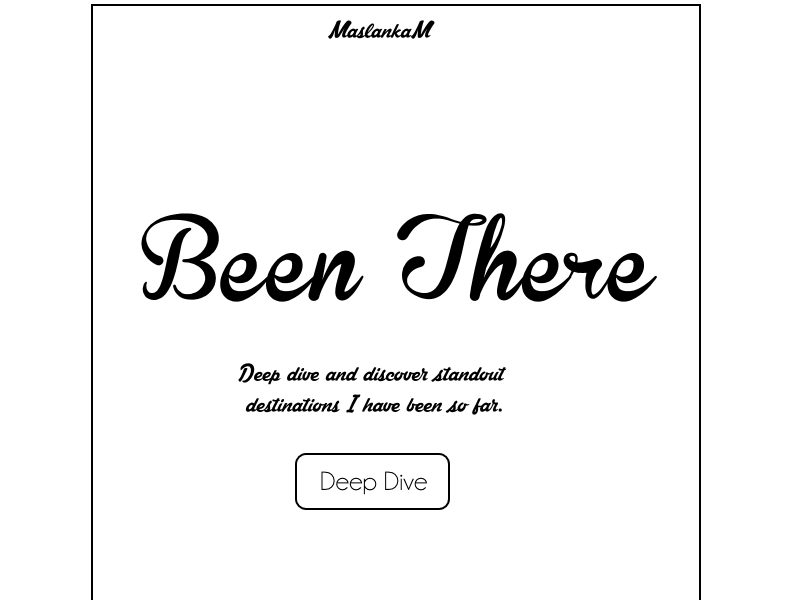 MaslankaM
Been There
Deep dive and discover standout
destinations I have been so far.
Deep Dive